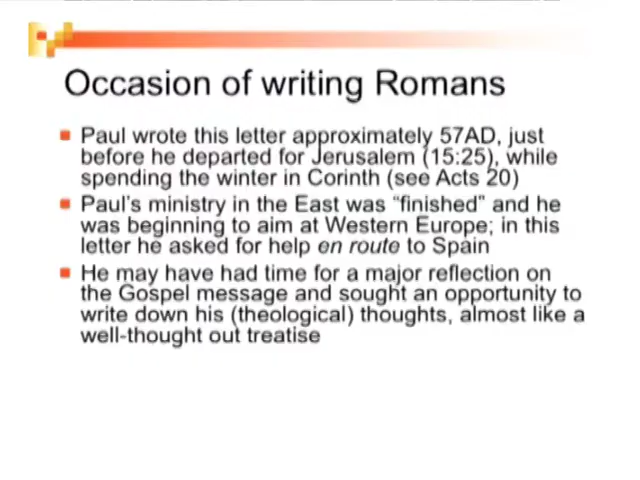 Occasion of writing Romans
Paul wrote this letter approximately 57AD, just
before he departed for Jerusalem (15:25), while
spending the winter in Corinth (see Acts 20)
Paul's ministry in the East was "finished" and he
was beginning to aim at Western Europe; in this
letter he asked for help en route to Spain
He may have had time for a major reflection on
the Gospel message and sought an opportunity to
write down his (theological) thoughts, almost like a
well-thought out treatise